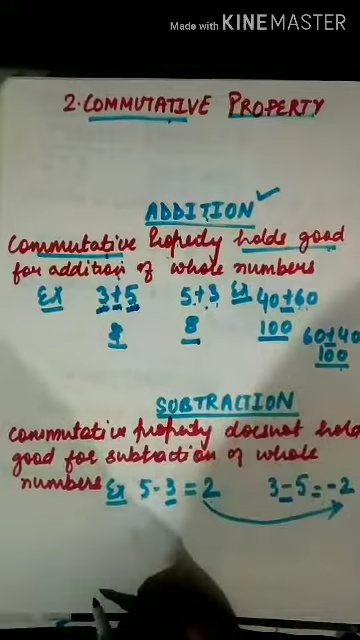 Made with KINEMASTER
2. COMMUTATIVE PROPERTY
ADDITION ✓
Commutative Property holds good
for addition of whole numbers
Ex 3+5 5+3 Ex 40+60
8 8 100 60+40
100
SUBTRACTION
Commutative property doesnot hold
good for subtraction of whole
numbers Ex 5-3=2 3-5=-2